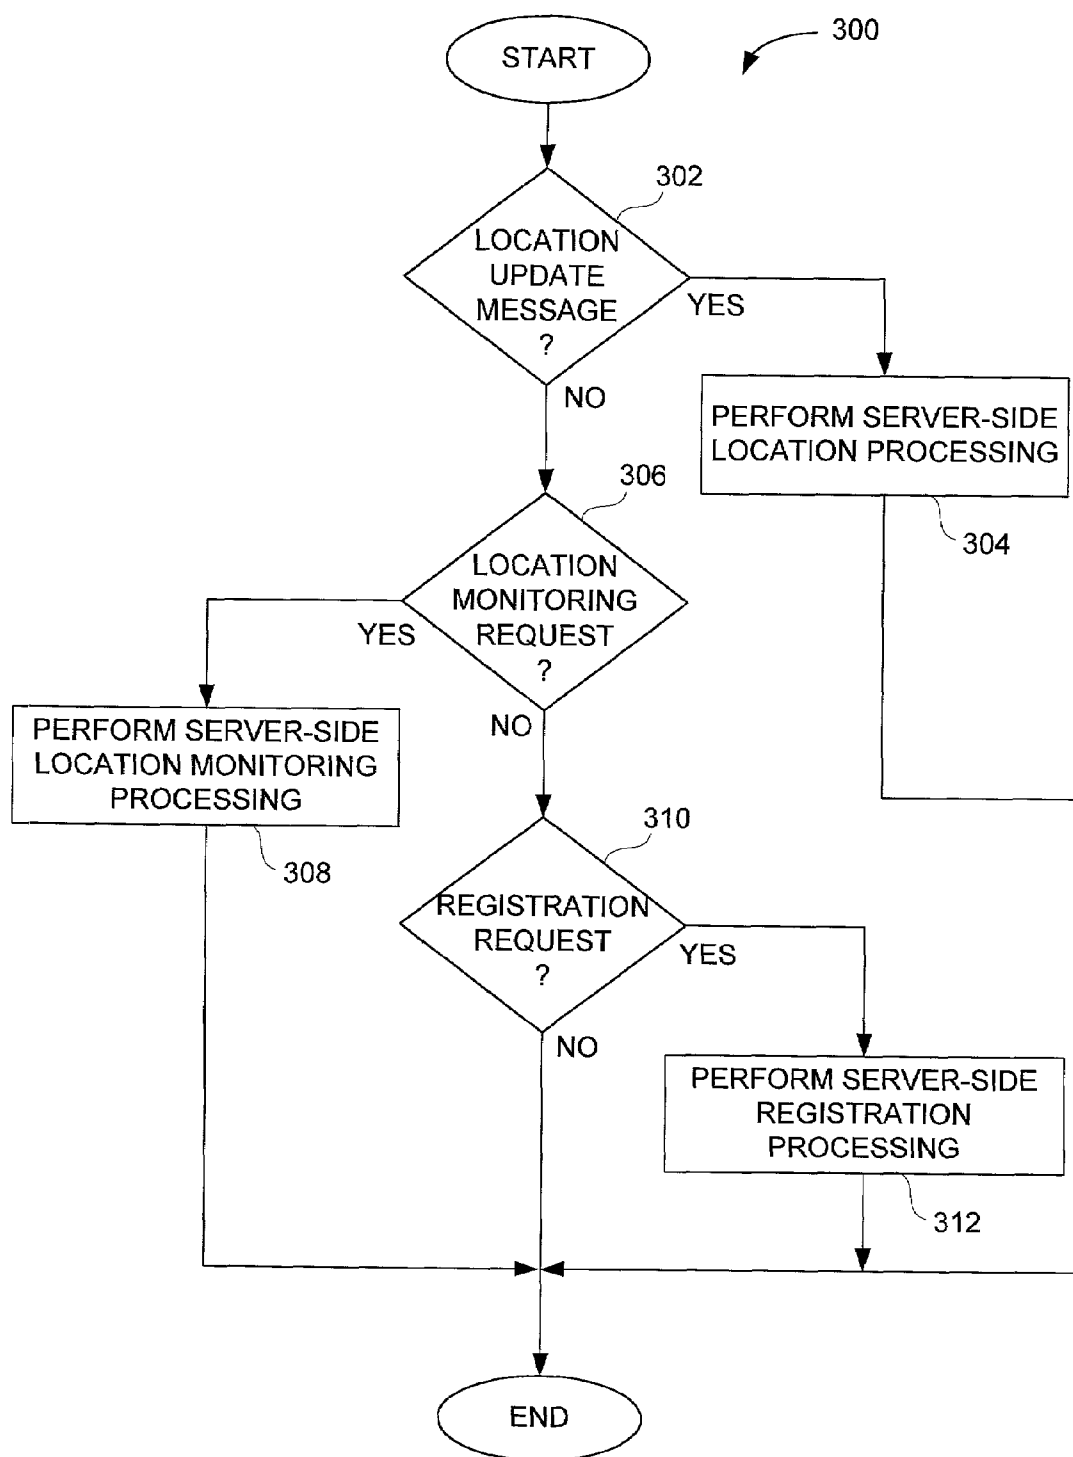 START
300
302
LOCATION
UPDATE
MESSAGE
?
YES
NO
PERFORM SERVER-SIDE
LOCATION PROCESSING
304
306
LOCATION
MONITORING
REQUEST
?
YES
NO
PERFORM SERVER-SIDE
LOCATION MONITORING
PROCESSING
308
310
REGISTRATION
REQUEST
?
YES
NO
PERFORM SERVER-SIDE
REGISTRATION
PROCESSING
312
END